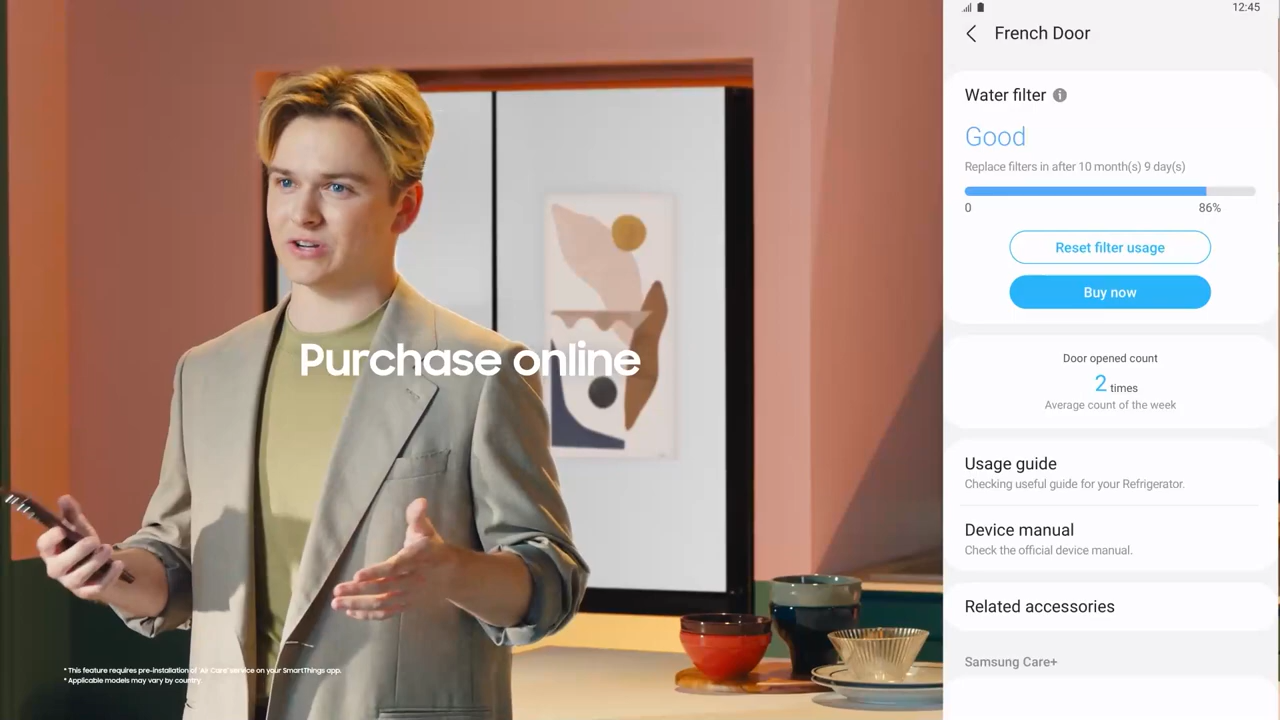 12:45
French Door
Water filter
Good
Replace filters in after 10 month(s) 9 day(s)
0
86%
Reset filter usage
Buy now
Door opened count
2 times
Average count of the week
Usage guide
Checking useful guide for your Refrigerator.
Device manual
Check the official device manual.
Related accessories
Samsung Care+
Purchase online
* This feature requires pre-installation of 'Air Care' service on your SmartThings app.
* Applicable models may vary by country.